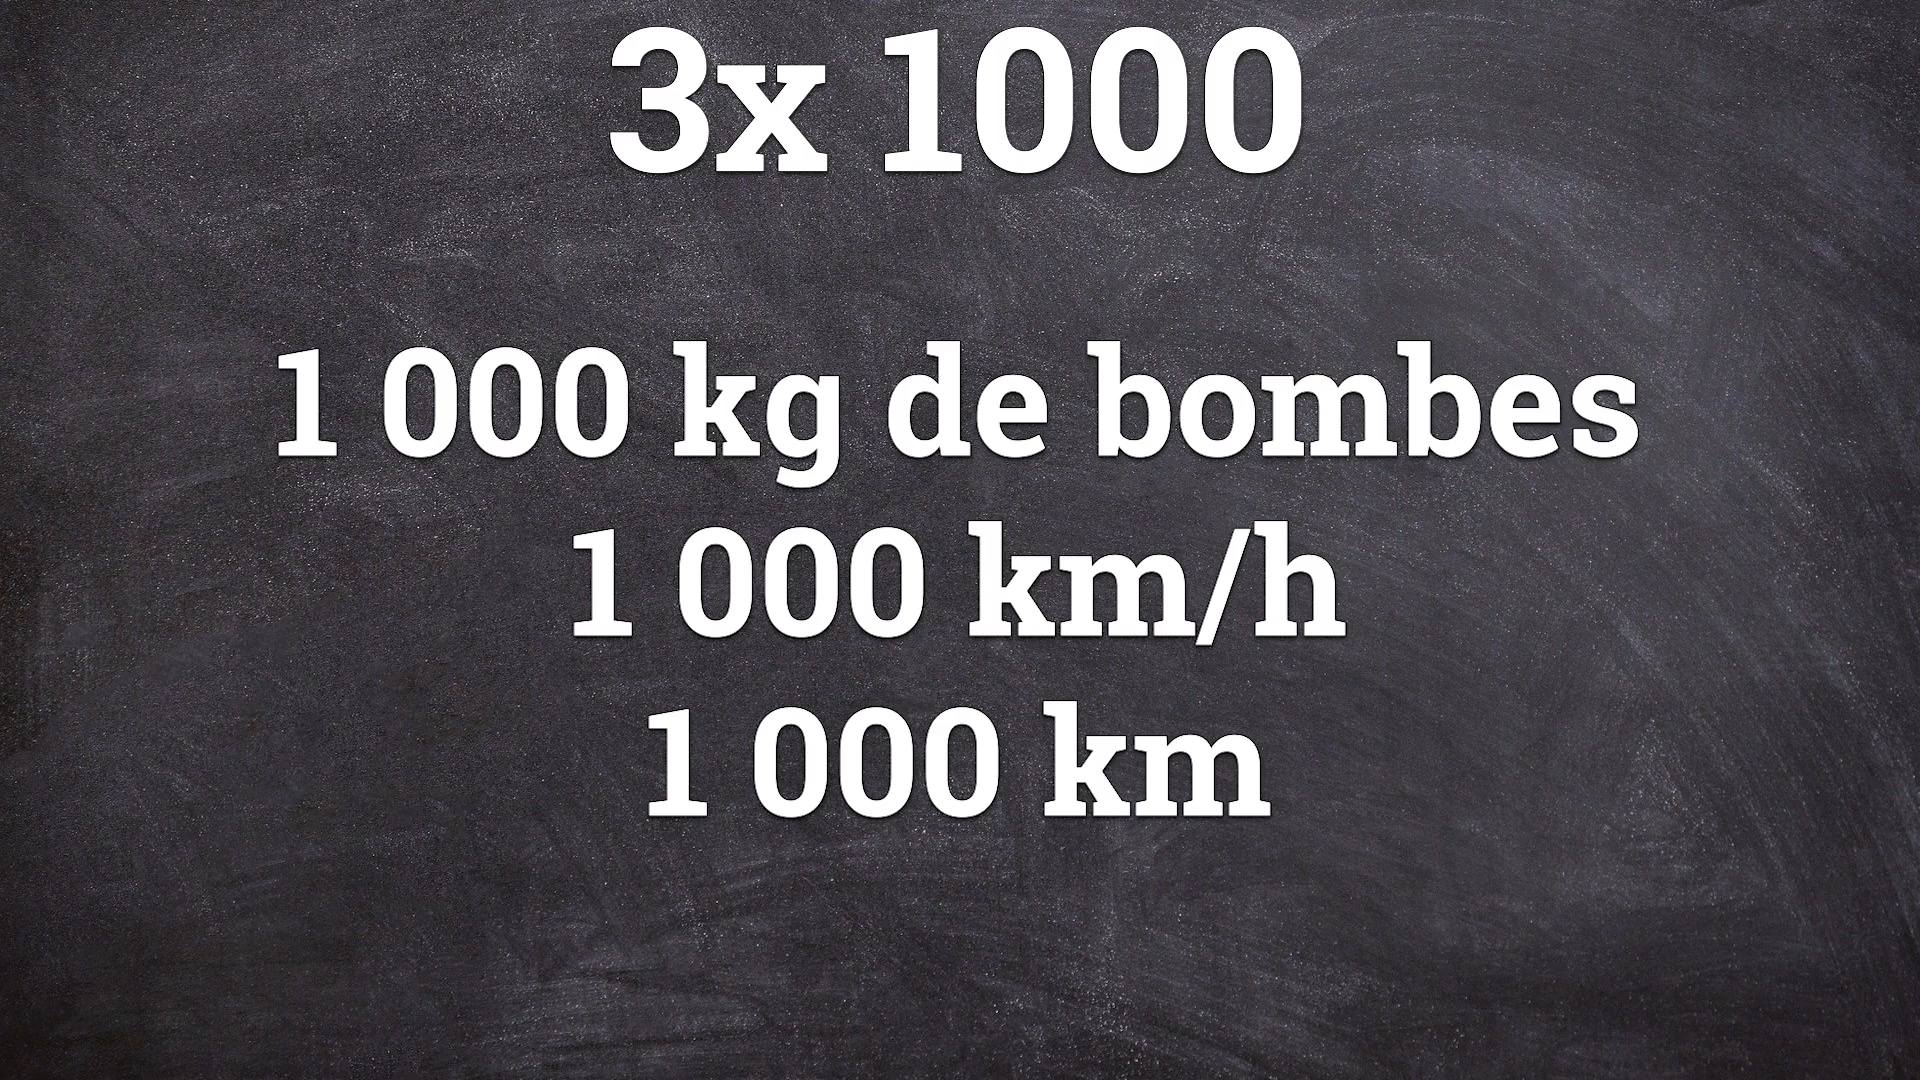 3x 1000
1 000 kg de bombes
1 000 km/h
1 000 km